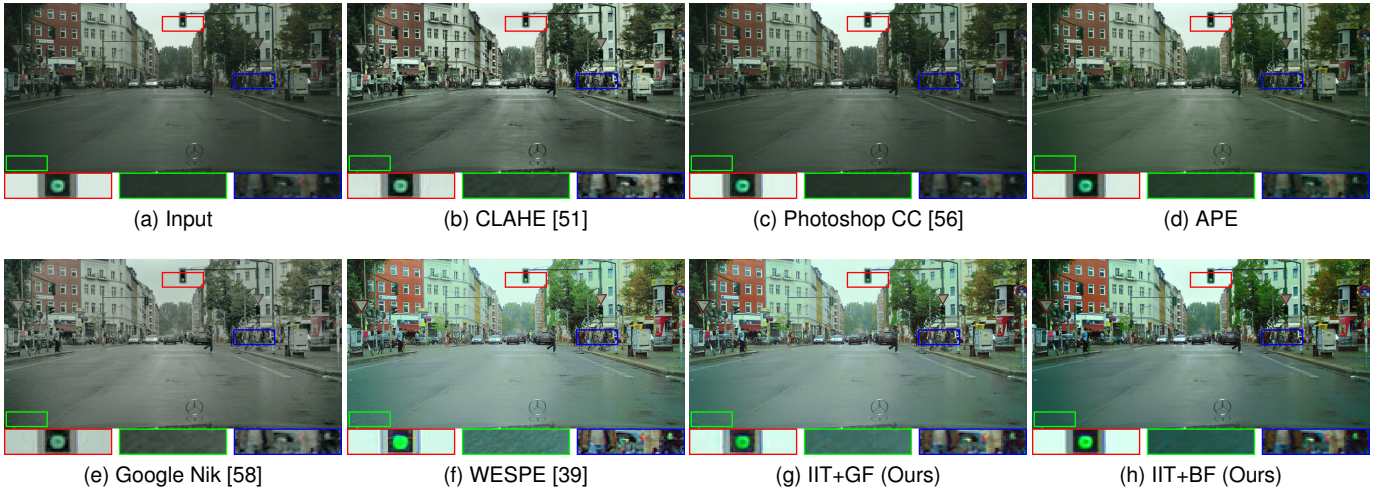 (a) Input
(b) CLAHE [51]
(c) Photoshop CC [56]
(d) APE
(e) Google Nik [58]
(f) WESPE [39]
(g) IIT+GF (Ours)
(h) IIT+BF (Ours)